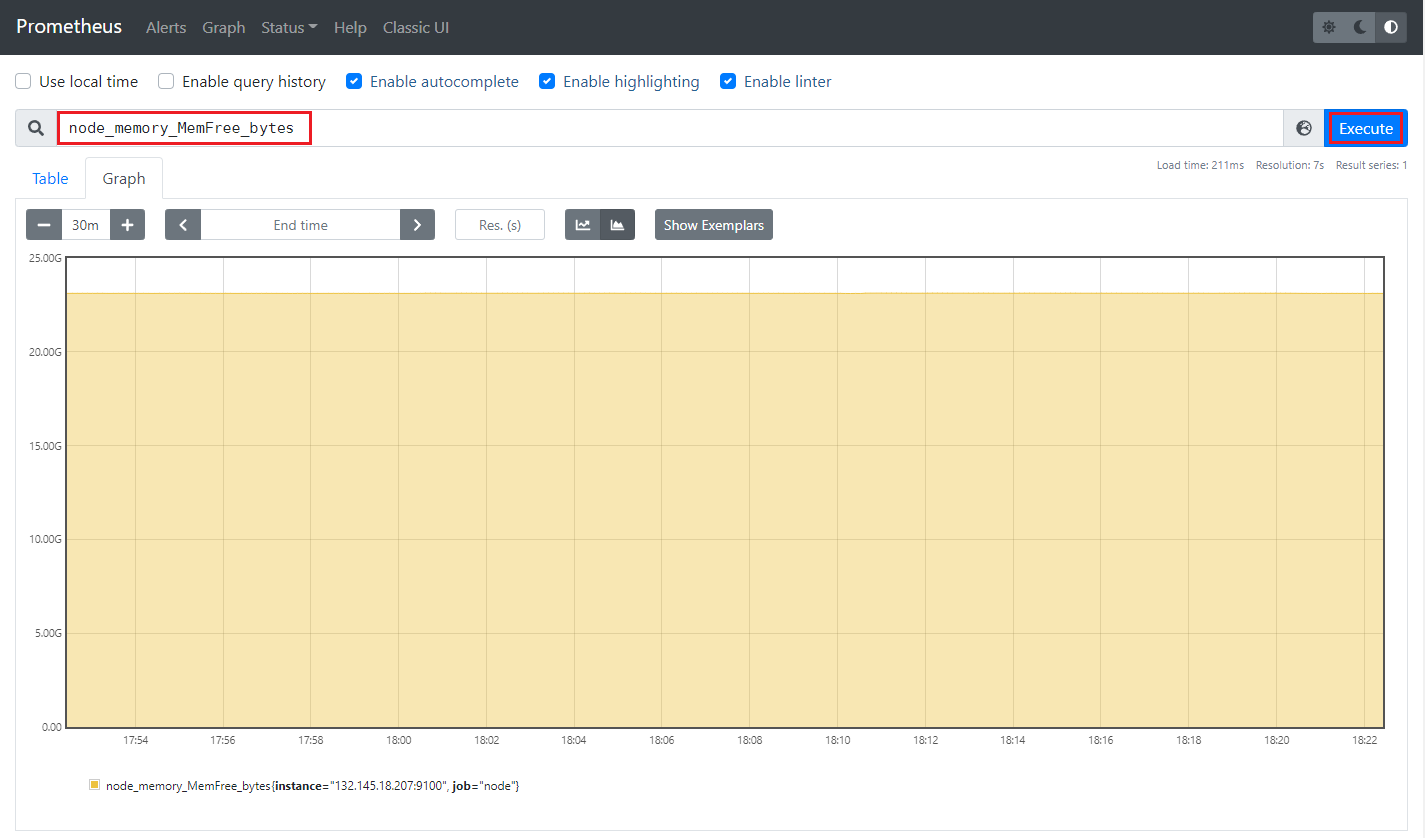 Prometheus Alerts Graph Status Help Classic UI
Use local time Enable query history Enable autocomplete Enable highlighting Enable linter
node_memory_MemFree_bytes Execute
Load time: 211ms Resolution: 7s Result series: 1
Table Graph
30m End time Res. (s) Show Exemplars
25.00G
20.00G
15.00G
10.00G
5.00G
0.00
17:54 17:56 17:58 18:00 18:02 18:04 18:06 18:08 18:10 18:12 18:14 18:16 18:18 18:20 18:22
node_memory_MemFree_bytes{instance="132.145.18.207:9100", job="node"}